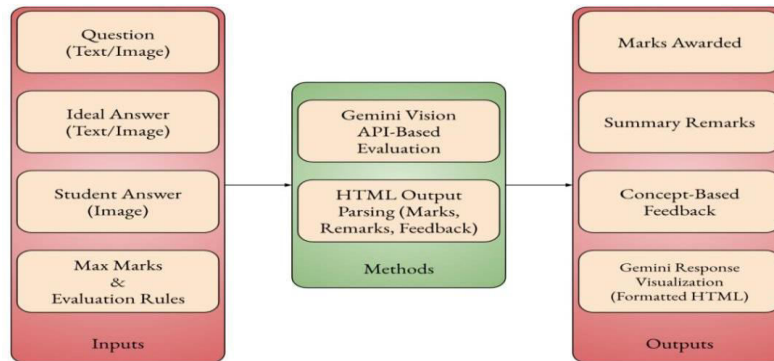 Question
(Text/Image)
Ideal Answer
(Text/Image)
Student Answer
(Image)
Max Marks
&
Evaluation Rules
Inputs
Gemini Vision
API-Based
Evaluation
HTML Output
Parsing (Marks,
Remarks, Feedback)
Methods
Marks Awarded
Summary Remarks
Concept-Based
Feedback
Gemini Response
Visualization
(Formatted HTML)
Outputs